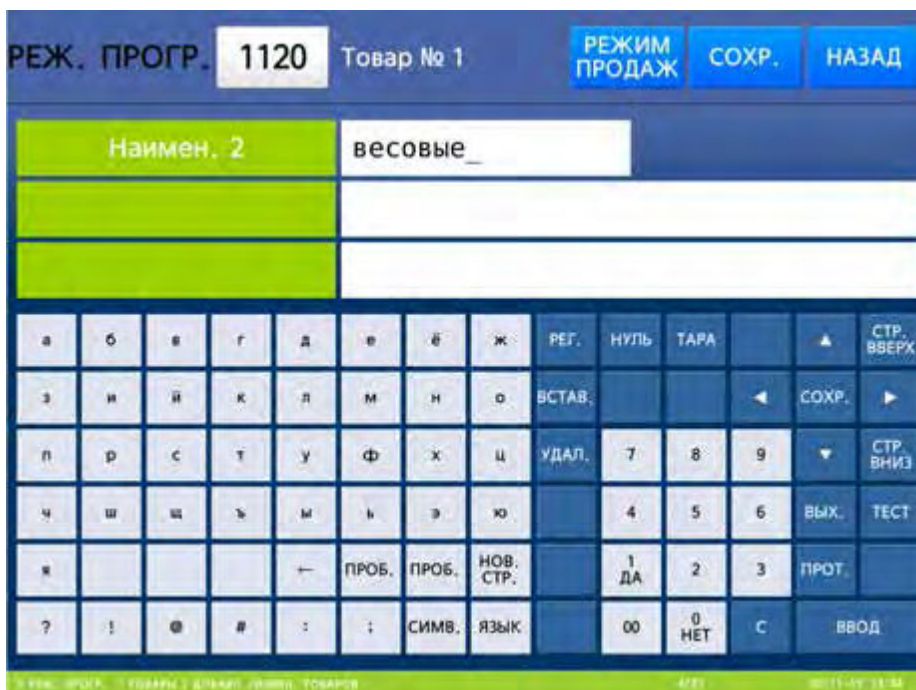 РЕЖ. ПРОГР. 1120 Товар № 1 РЕЖИМ ПРОДАЖ СОХР. НАЗАД
Наимен. 2 весовые_
а б в г д е ё ж РЕГ. НУЛЬ ТАРА ▲ СТР. ВВЕРХ
з и й к л м н о ВСТАВ. ◀ СОХР. ▶
п р с т у ф х ц УДАЛ. 7 8 9 ▼ СТР. ВНИЗ
ч ш щ ъ ы ь э ю 4 5 6 ВЫХ. ТЕСТ
я ← ПРОБ. ПРОБ. НОВ. СТР. 1 ДА 2 3 ПРОТ.
? ! @ # : ; СИМВ. ЯЗЫК 00 0 НЕТ С ВВОД